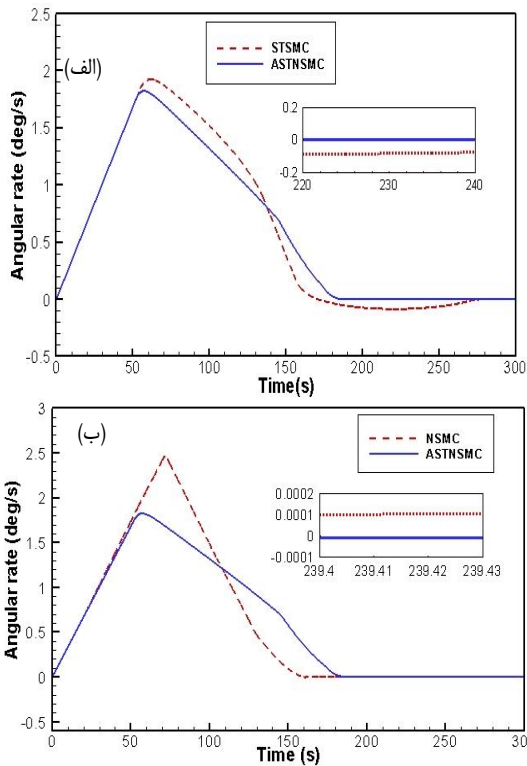 2.5
(الف)
STSMC
ASTNSMC
2
1.5
1
0.5
0
-0.5
Angular rate (deg/s)
0.2
0
-0.2
220 230 240
0 50 100 150 200 250 300
Time(s)
3
(ب)
NSMC
ASTNSMC
2.5
2
1.5
1
0.5
0
-0.5
Angular rate (deg/s)
0.0002
0.0001
0
-0.0001
239.4 239.41 239.42 239.43
0 50 100 150 200 250 300
Time (s)